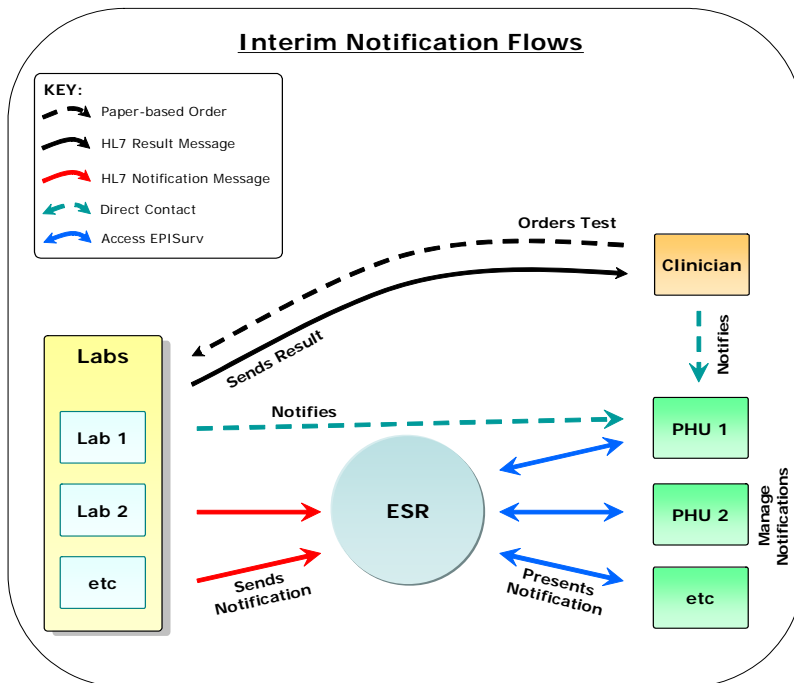 Interim Notification Flows
KEY:
Paper-based Order
HL7 Result Message
HL7 Notification Message
Direct Contact
Access EPISurv
Orders Test
Clinician
Sends Result
Notifies
Labs
Lab 1
Lab 2
etc
Notifies
ESR
PHU 1
PHU 2
etc
Manage
Notifications
Sends
Notification
Presents
Notification